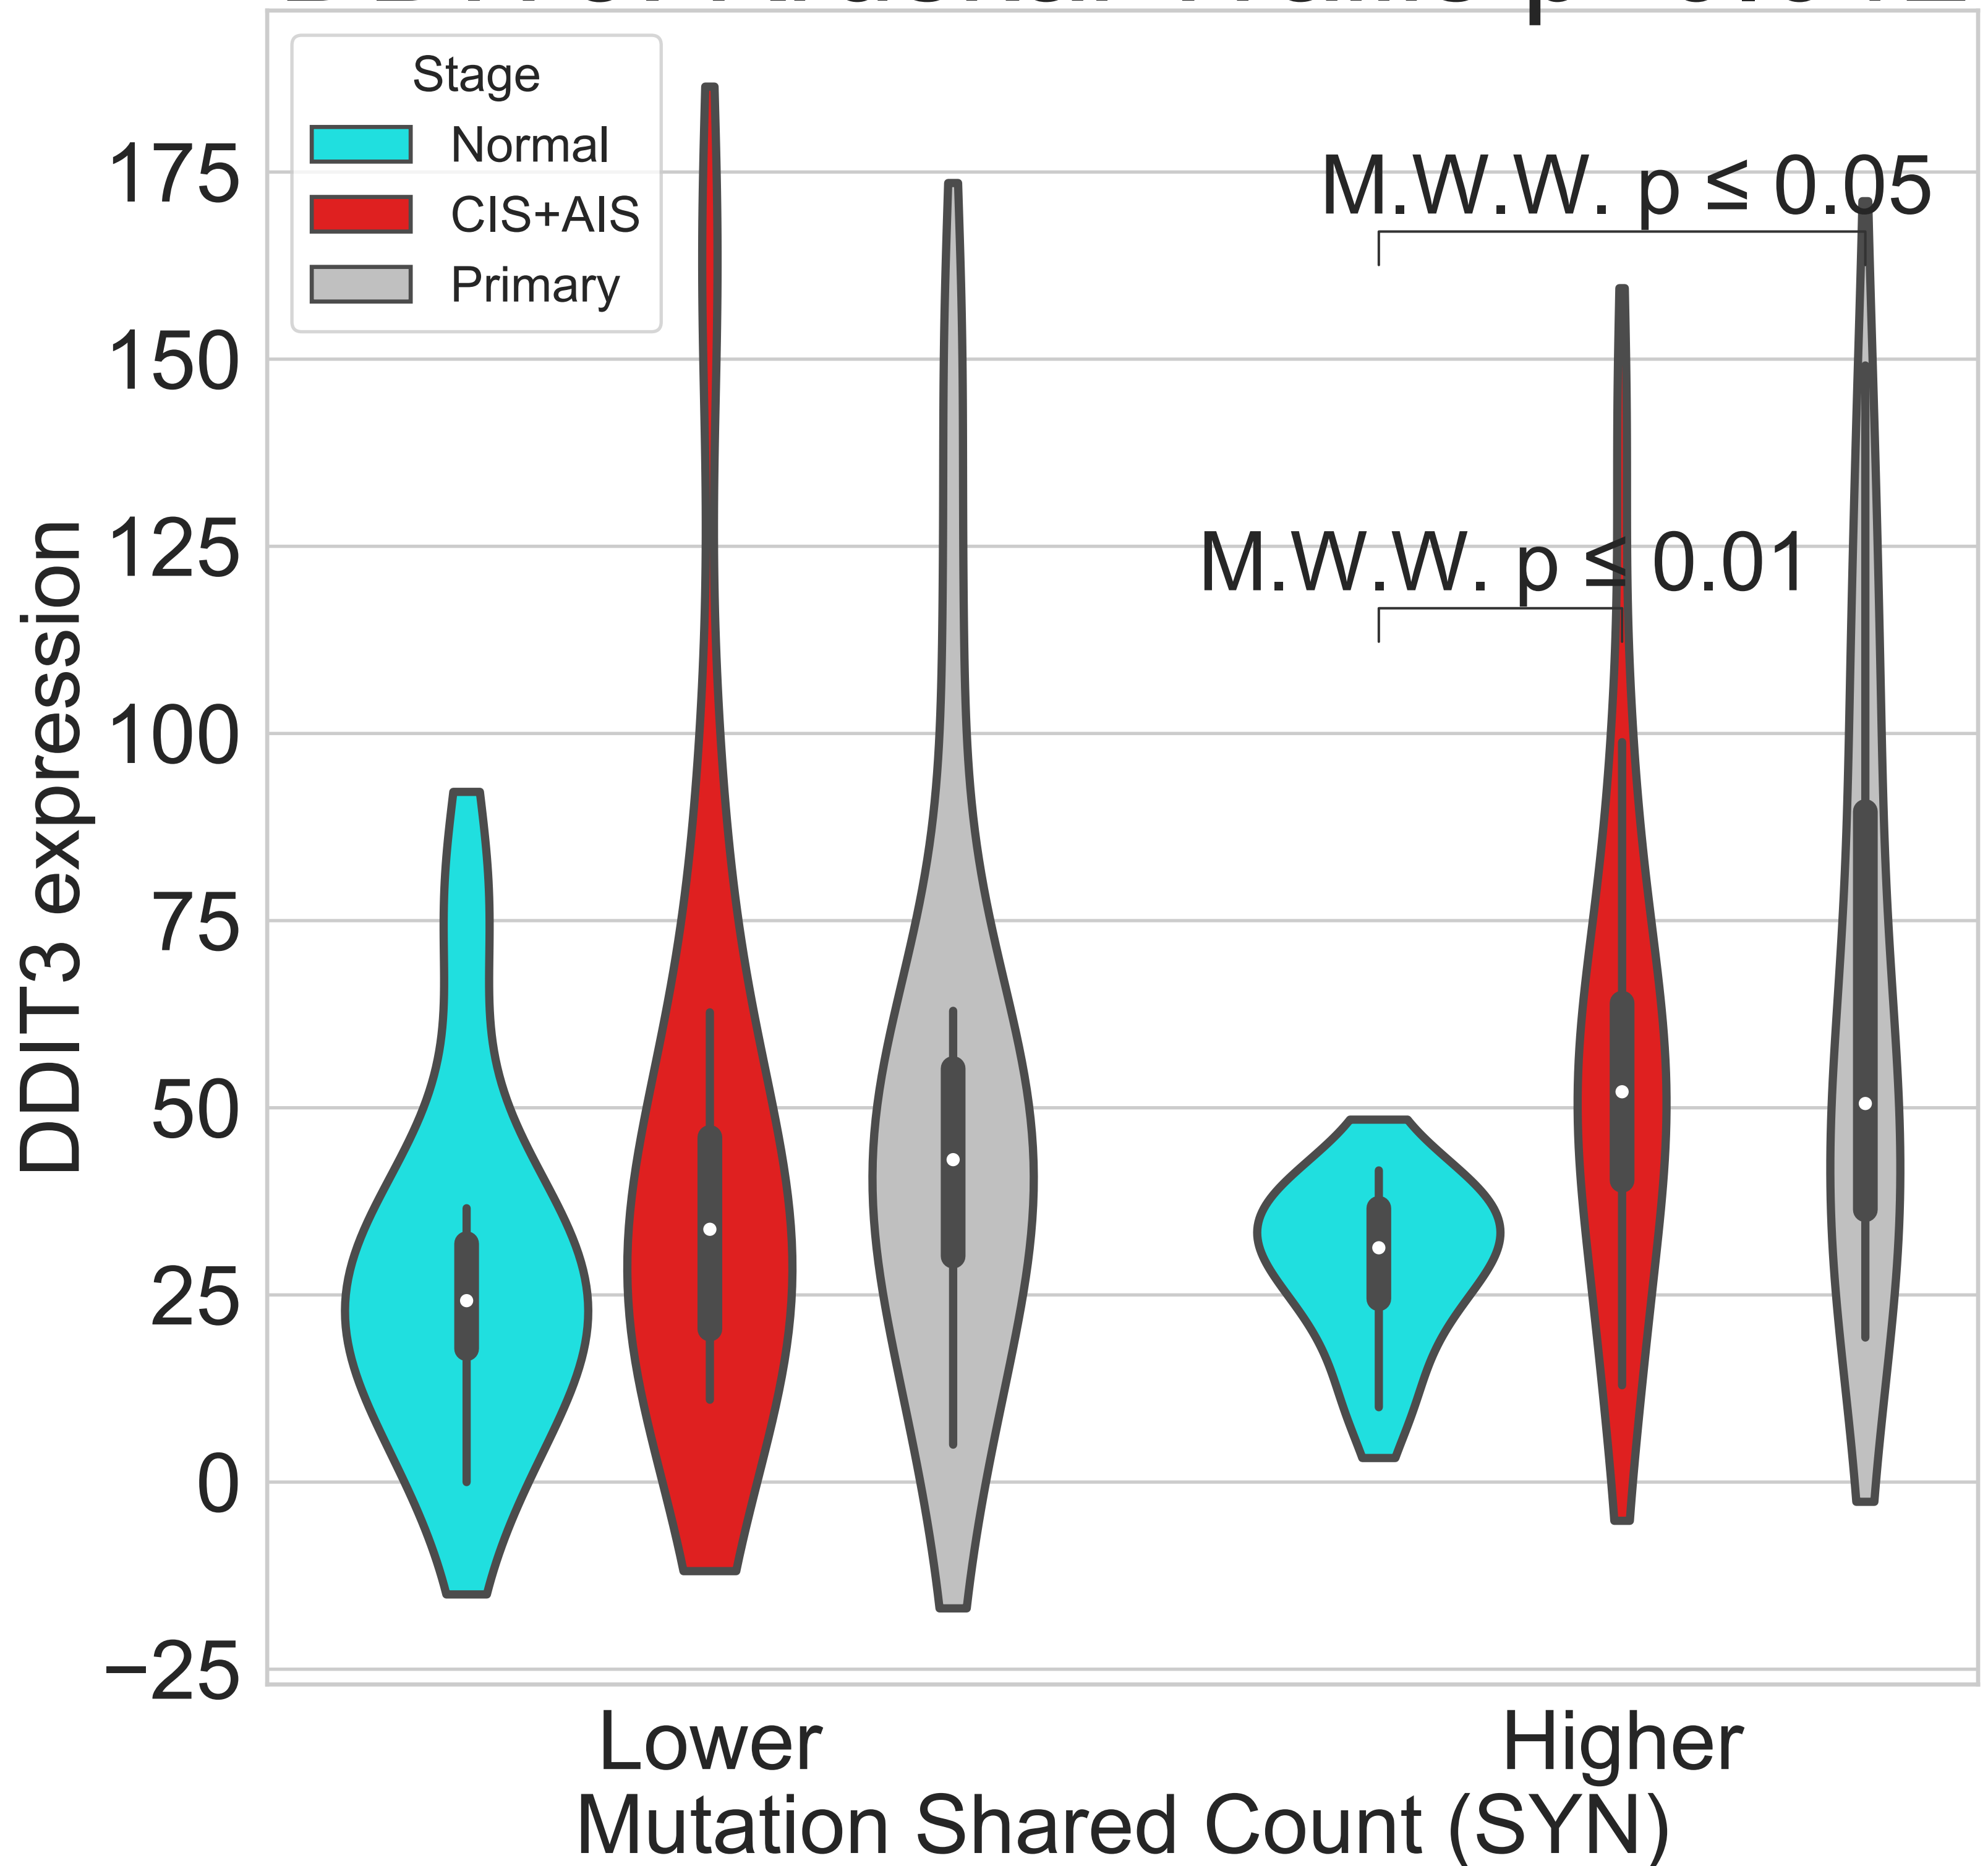 Stage
Normal
CIS+AIS
Primary
M.W.W. p ≤ 0.05
M.W.W. p ≤ 0.01
175
150
125
100
75
50
25
0
−25
DDIT3 expression
Lower
Higher
Mutation Shared Count (SYN)